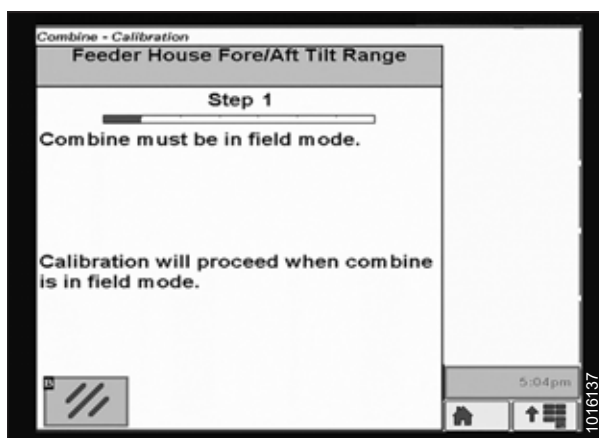 Combine - Calibration
Feeder House Fore/Aft Tilt Range
Step 1
Combine must be in field mode.
Calibration will proceed when combine
is in field mode.
B
5:04pm
1016137